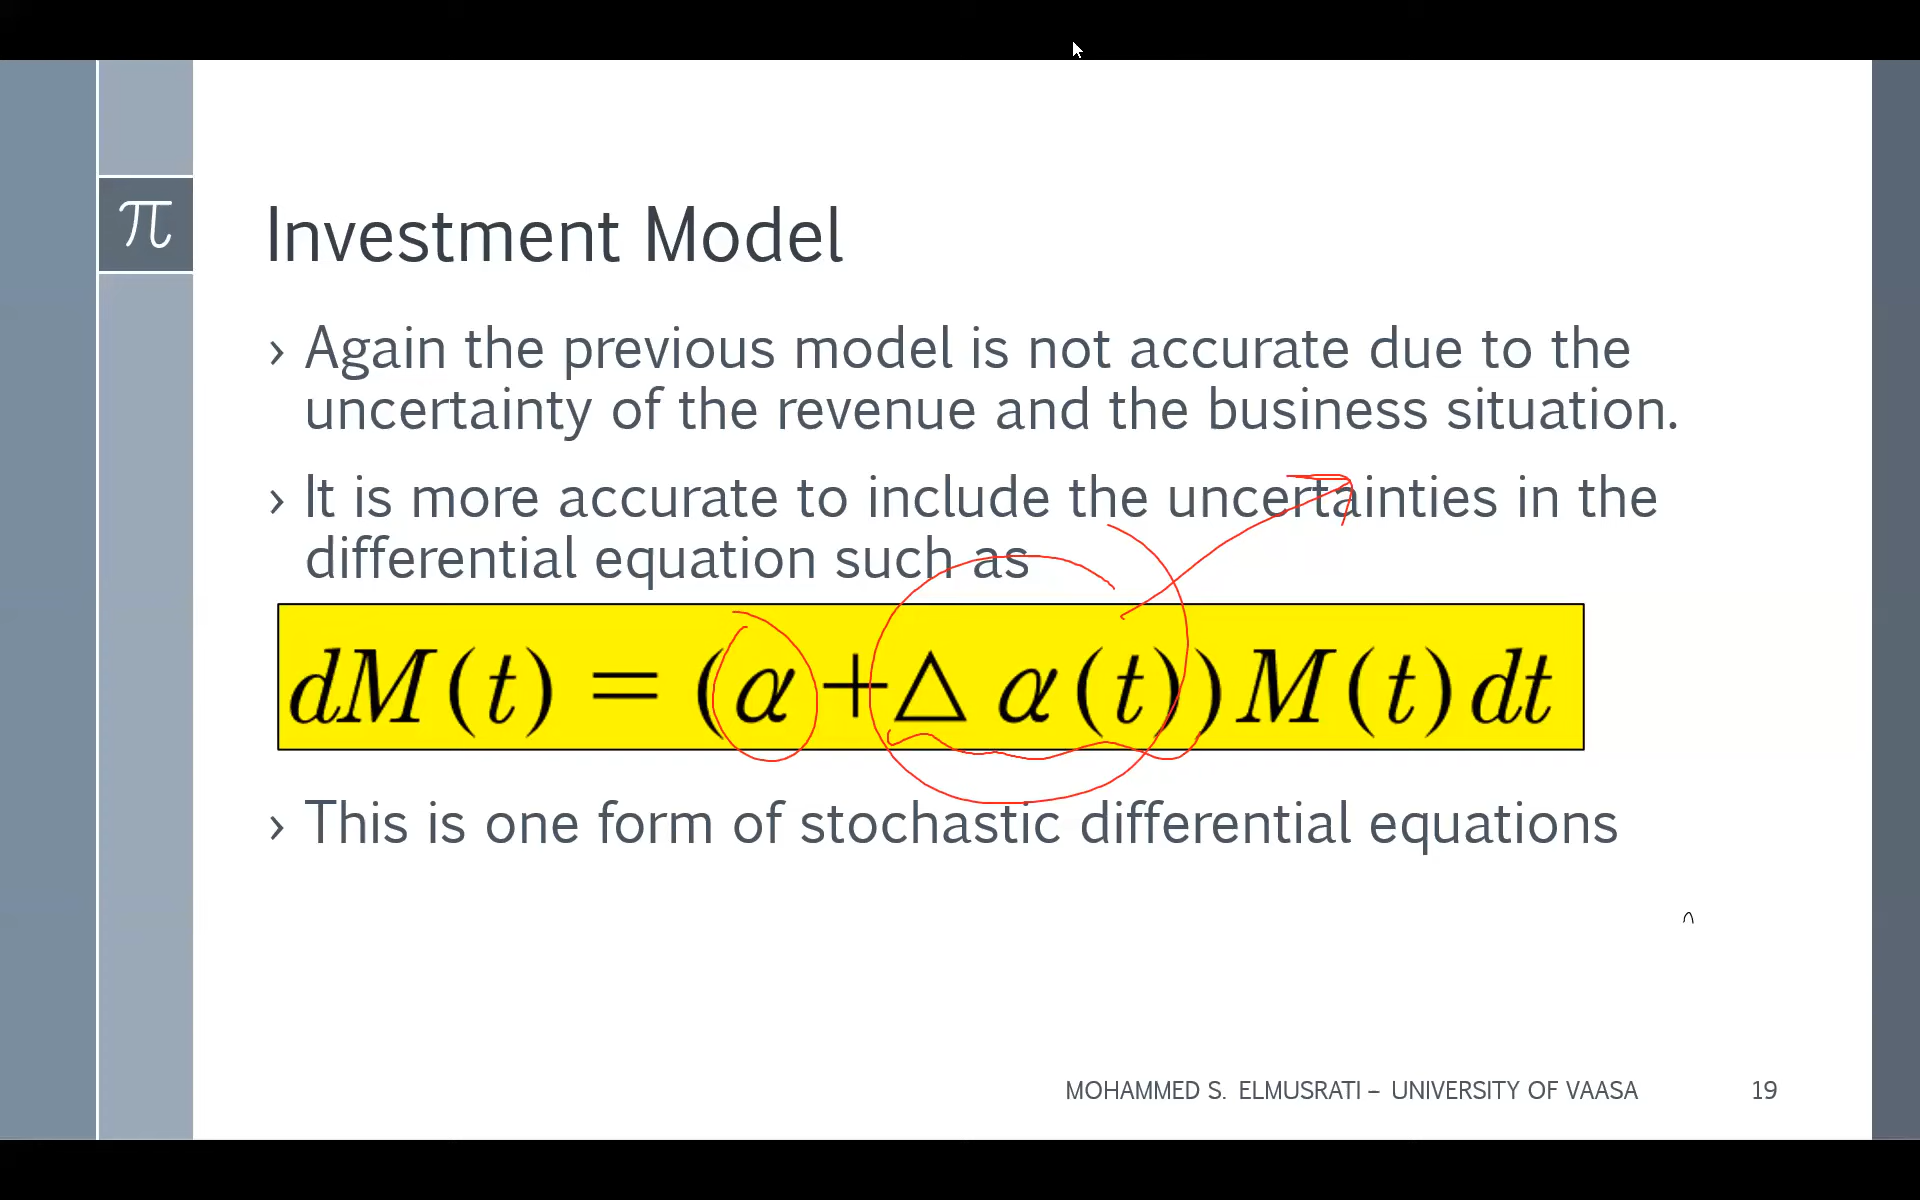 π
Investment Model
› Again the previous model is not accurate due to the
uncertainty of the revenue and the business situation.
› It is more accurate to include the uncertainties in the
differential equation such as
dM(t) = (α+△ α(t))M(t)dt
› This is one form of stochastic differential equations
MOHAMMED S. ELMUSRATI – UNIVERSITY OF VAASA 19